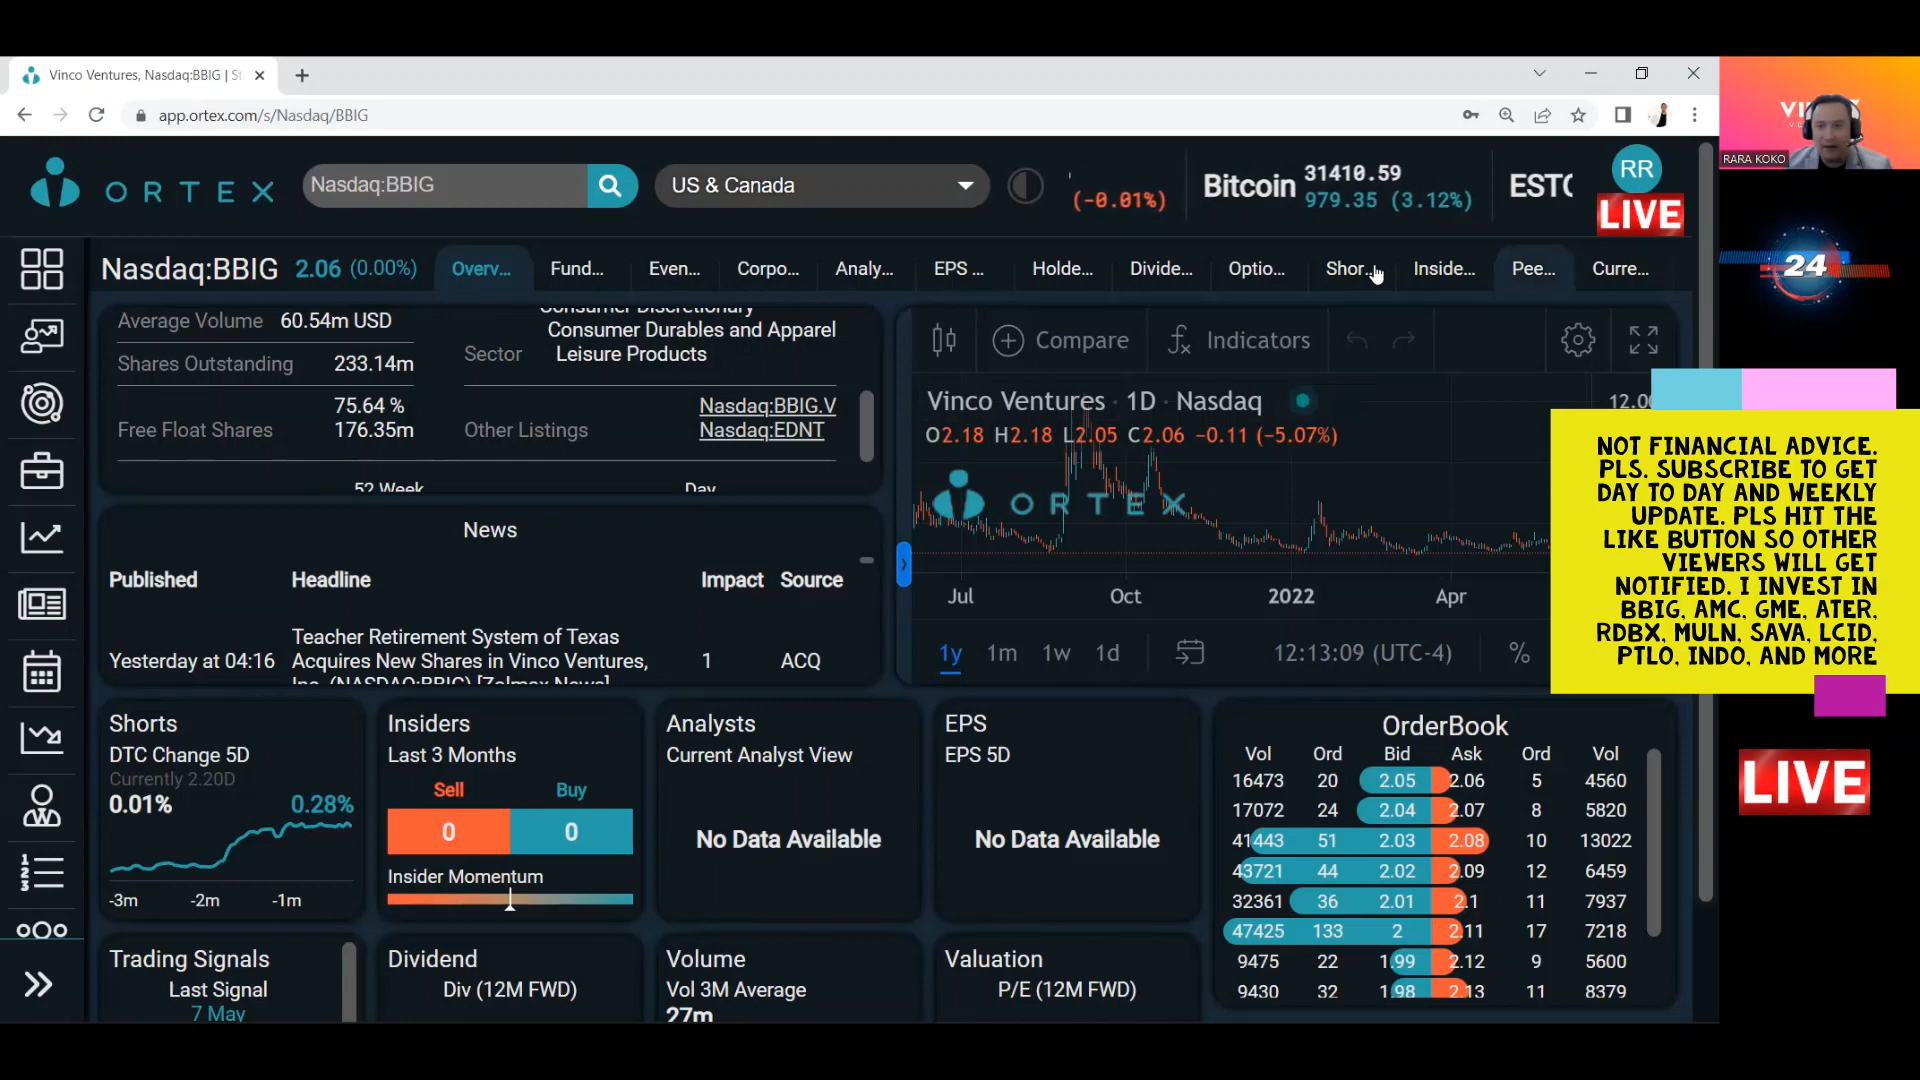 Vinco Ventures, Nasdaq:BBIG | St
app.ortex.com/s/Nasdaq/BBIG
ORTEX
Nasdaq:BBIG
US & Canada
(-0.01%)
Bitcoin
31410.59
979.35 (3.12%)
ESTC
RR
LIVE
RARA KOKO
24
Nasdaq:BBIG 2.06 (0.00%)
Overv...
Fund...
Even...
Corpo...
Analy...
EPS ...
Holde...
Divide...
Optio...
Shor...
Inside...
Pee...
Curre...
Average Volume 60.54m USD
Shares Outstanding 233.14m
75.64 %
Free Float Shares 176.35m
52 Week
Consumer Discretionary
Consumer Durables and Apparel
Sector
Leisure Products
Nasdaq:BBIG.V
Other Listings Nasdaq:EDNT
Day
Compare
Indicators
Vinco Ventures · 1D · Nasdaq
O2.18 H2.18 L2.05 C2.06 −0.11 (−5.07%)
ORTEX
Jul Oct 2022 Apr
1y 1m 1w 1d
12:13:09 (UTC-4)
%
News
Published Headline Impact Source
Yesterday at 04:16
Teacher Retirement System of Texas
Acquires New Shares in Vinco Ventures,
Inc. (NASDAQ:BBIG) [Zolmax News]
1 ACQ
NOT FINANCIAL ADVICE.
PLS. SUBSCRIBE TO GET
DAY TO DAY AND WEEKLY
UPDATE. PLS HIT THE
LIKE BUTTON SO OTHER
VIEWERS WILL GET
NOTIFIED. I INVEST IN
BBIG, AMC, GME, ATER,
RDBX, MULN, SAVA, LCID,
PTLO, INDO, AND MORE
LIVE
Shorts
DTC Change 5D
Currently 2.20D
0.01% 0.28%
-3m -2m -1m
Insiders
Last 3 Months
Sell Buy
0 0
Insider Momentum
Analysts
Current Analyst View
No Data Available
EPS
EPS 5D
No Data Available
OrderBook
Vol Ord Bid Ask Ord Vol
16473 20 2.05 2.06 5 4560
17072 24 2.04 2.07 8 5820
41443 51 2.03 2.08 10 13022
43721 44 2.02 2.09 12 6459
32361 36 2.01 2.1 11 7937
47425 133 2 2.11 17 7218
9475 22 1.99 2.12 9 5600
9430 32 1.98 2.13 11 8379
Trading Signals
Last Signal
7 May
Dividend
Div (12M FWD)
Volume
Vol 3M Average
27m
Valuation
P/E (12M FWD)